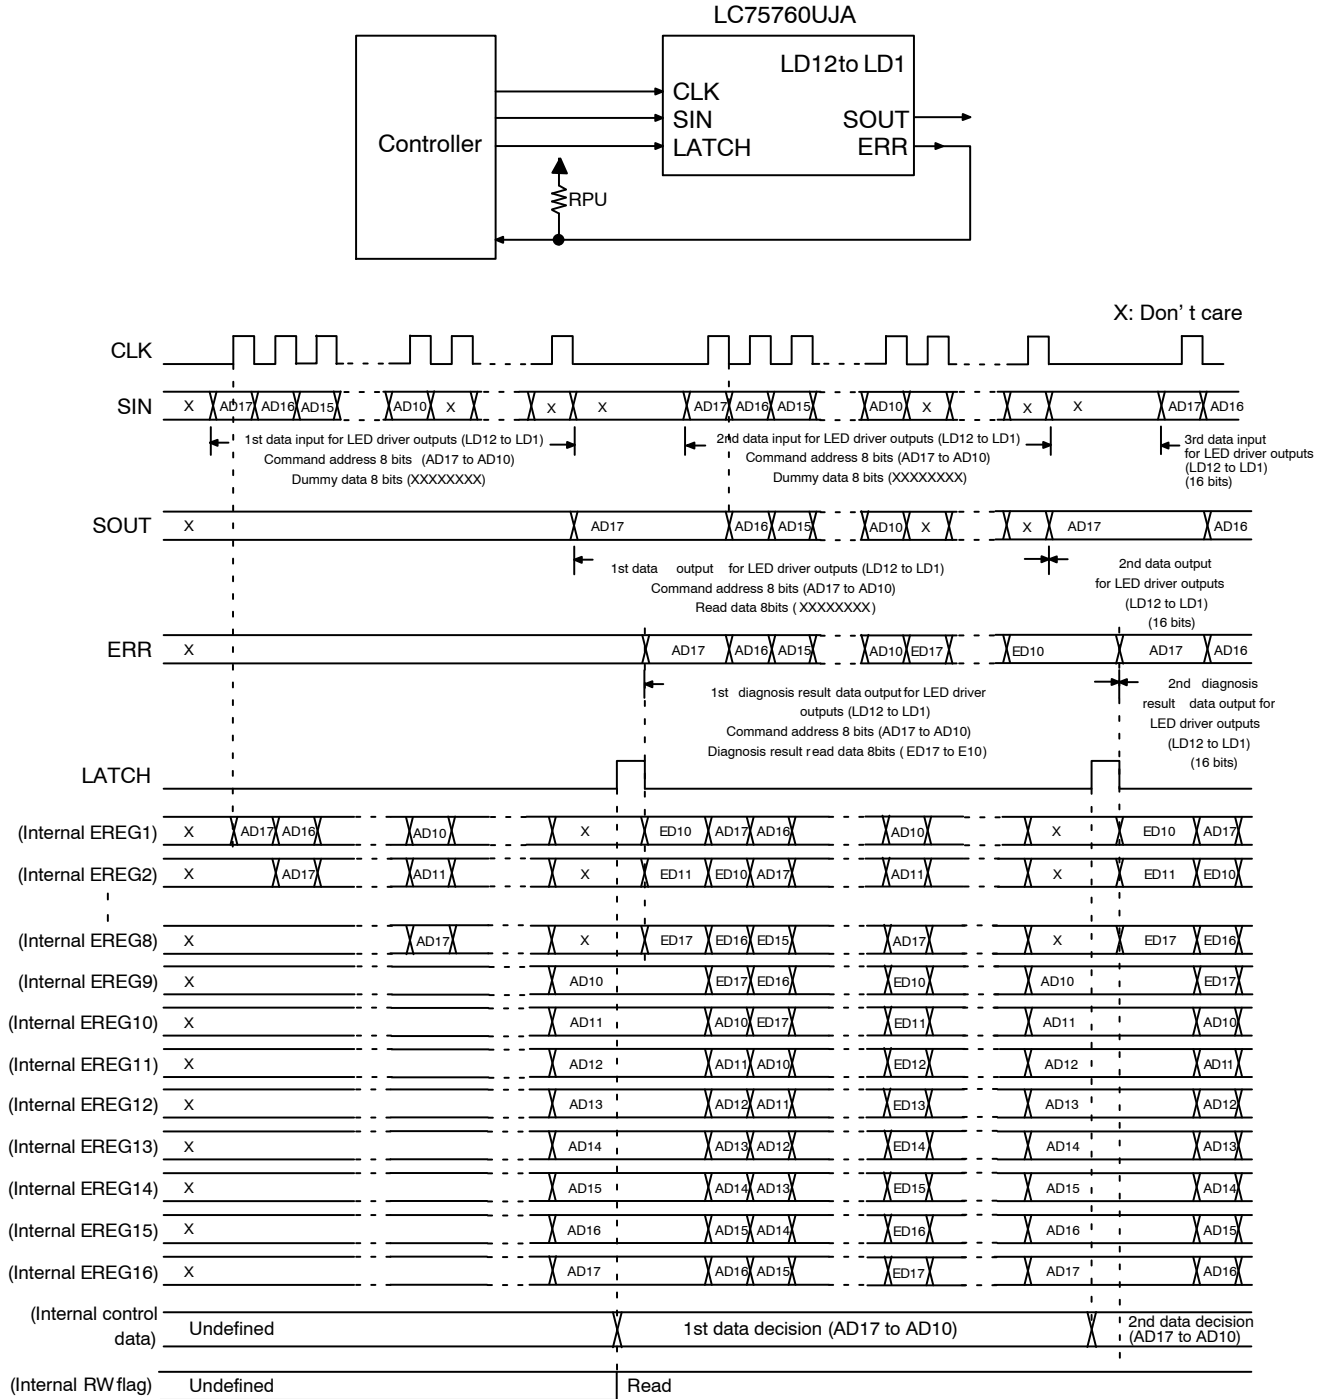 LC75760UJA
LD12to LD1
CLK
SIN
SOUT
Controller
LATCH
ERR
RPU
X: Don' t care
CLK
SIN X AD17 AD16 AD15 AD10 X X X AD17 AD16 AD15 AD10 X X X AD17 AD16
1st data input for LED driver outputs (LD12 to LD1)
Command address 8 bits (AD17 to AD10)
Dummy data 8 bits (XXXXXXXX)
2nd data input for LED driver outputs (LD12 to LD1)
Command address 8 bits (AD17 to AD10)
Dummy data 8 bits (XXXXXXXX)
3rd data input
for LED driver outputs
(LD12 to LD1)
(16 bits)
SOUT X AD17 AD16 AD15 AD10 X X AD17 AD16
1st data output for LED driver outputs (LD12 to LD1)
Command address 8 bits (AD17 to AD10)
Read data 8bits ( XXXXXXXX )
2nd data output
for LED driver outputs
(LD12 to LD1)
(16 bits)
ERR X AD17 AD16 AD15 AD10 ED17 ED10 AD17 AD16
1st diagnosis result data output for LED driver
outputs (LD12 to LD1)
Command address 8 bits (AD17 to AD10)
Diagnosis result read data 8bits ( ED17 to E10 )
2nd diagnosis
result data output for
LED driver outputs
(LD12 to LD1)
(16 bits)
LATCH
(Internal EREG1) X AD17 AD16 AD10 X ED10 AD17 AD16 AD10 X ED10 AD17
(Internal EREG2) X AD17 AD11 X ED11 ED10 AD17 AD11 X ED11 ED10
(Internal EREG8) X AD17 X ED17 ED16 ED15 AD17 X ED17 ED16
(Internal EREG9) X AD10 ED17 ED16 ED10 AD10 ED17
(Internal EREG10) X AD11 AD10 ED17 ED11 AD11 AD10
(Internal EREG11) X AD12 AD11 AD10 ED12 AD12 AD11
(Internal EREG12) X AD13 AD12 AD11 ED13 AD13 AD12
(Internal EREG13) X AD14 AD13 AD12 ED14 AD14 AD13
(Internal EREG14) X AD15 AD14 AD13 ED15 AD15 AD14
(Internal EREG15) X AD16 AD15 AD14 ED16 AD16 AD15
(Internal EREG16) X AD17 AD16 AD15 ED17 AD17 AD16
(Internal control
data)
Undefined
1st data decision (AD17 to AD10)
2nd data decision
(AD17 to AD10)
(Internal RW flag) Undefined Read